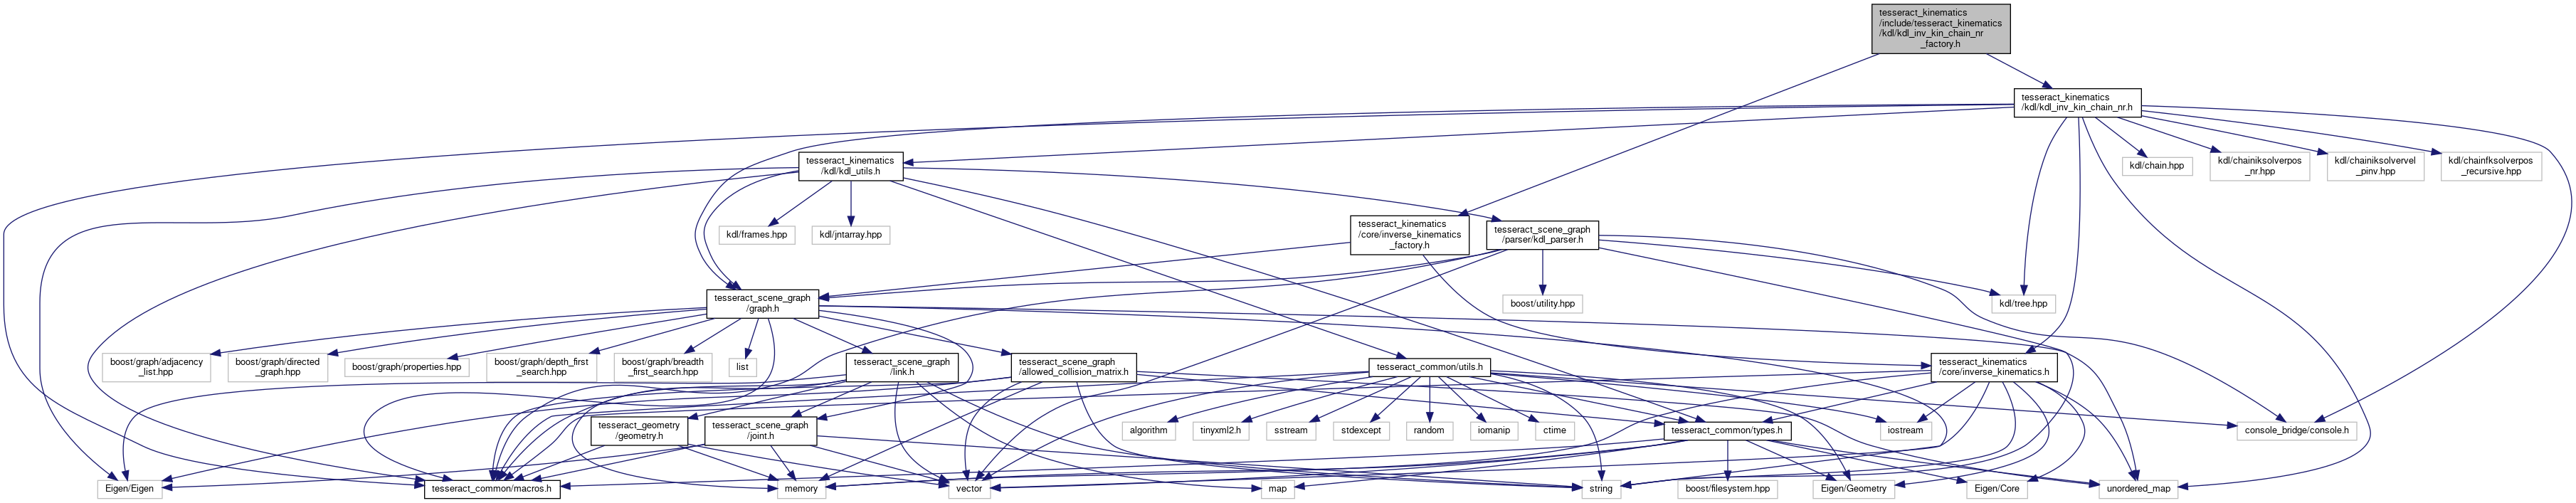 tesseract_kinematics
/include/tesseract_kinematics
/kdl/kdl_inv_kin_chain_nr
_factory.h
tesseract_kinematics
/kdl/kdl_inv_kin_chain_nr.h
tesseract_kinematics
/kdl/kdl_utils.h
kdl/chain.hpp
kdl/chainiksolverpos
_nr.hpp
kdl/chainiksolvervel
_pinv.hpp
kdl/chainfksolverpos
_recursive.hpp
kdl/frames.hpp
kdl/jntarray.hpp
tesseract_kinematics
/core/inverse_kinematics
_factory.h
tesseract_scene_graph
/parser/kdl_parser.h
tesseract_scene_graph
/graph.h
boost/utility.hpp
kdl/tree.hpp
boost/graph/adjacency
_list.hpp
boost/graph/directed
_graph.hpp
boost/graph/properties.hpp
boost/graph/depth_first
_search.hpp
boost/graph/breadth
_first_search.hpp
list
tesseract_scene_graph
/link.h
tesseract_scene_graph
/allowed_collision_matrix.h
tesseract_common/utils.h
tesseract_kinematics
/core/inverse_kinematics.h
tesseract_geometry
/geometry.h
tesseract_scene_graph
/joint.h
algorithm
tinyxml2.h
sstream
stdexcept
random
iomanip
ctime
tesseract_common/types.h
iostream
console_bridge/console.h
Eigen/Eigen
tesseract_common/macros.h
memory
vector
map
string
boost/filesystem.hpp
Eigen/Geometry
Eigen/Core
unordered_map